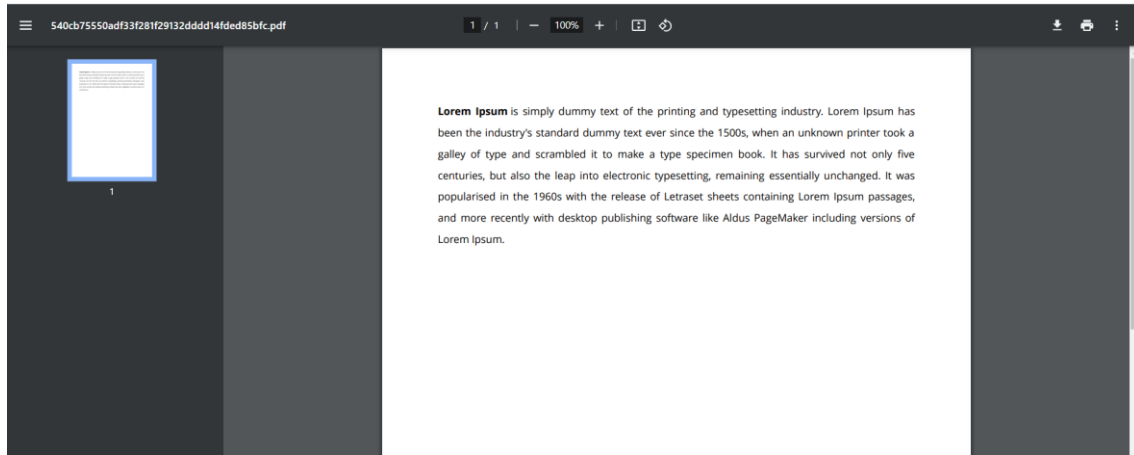 540cb75550adf33f281f29132dddd14fded85bfc.pdf
1 / 1
100%
1
Lorem Ipsum is simply dummy text of the printing and typesetting industry. Lorem Ipsum has
been the industry's standard dummy text ever since the 1500s, when an unknown printer took a
galley of type and scrambled it to make a type specimen book. It has survived not only five
centuries, but also the leap into electronic typesetting, remaining essentially unchanged. It was
popularised in the 1960s with the release of Letraset sheets containing Lorem Ipsum passages,
and more recently with desktop publishing software like Aldus PageMaker including versions of
Lorem Ipsum.